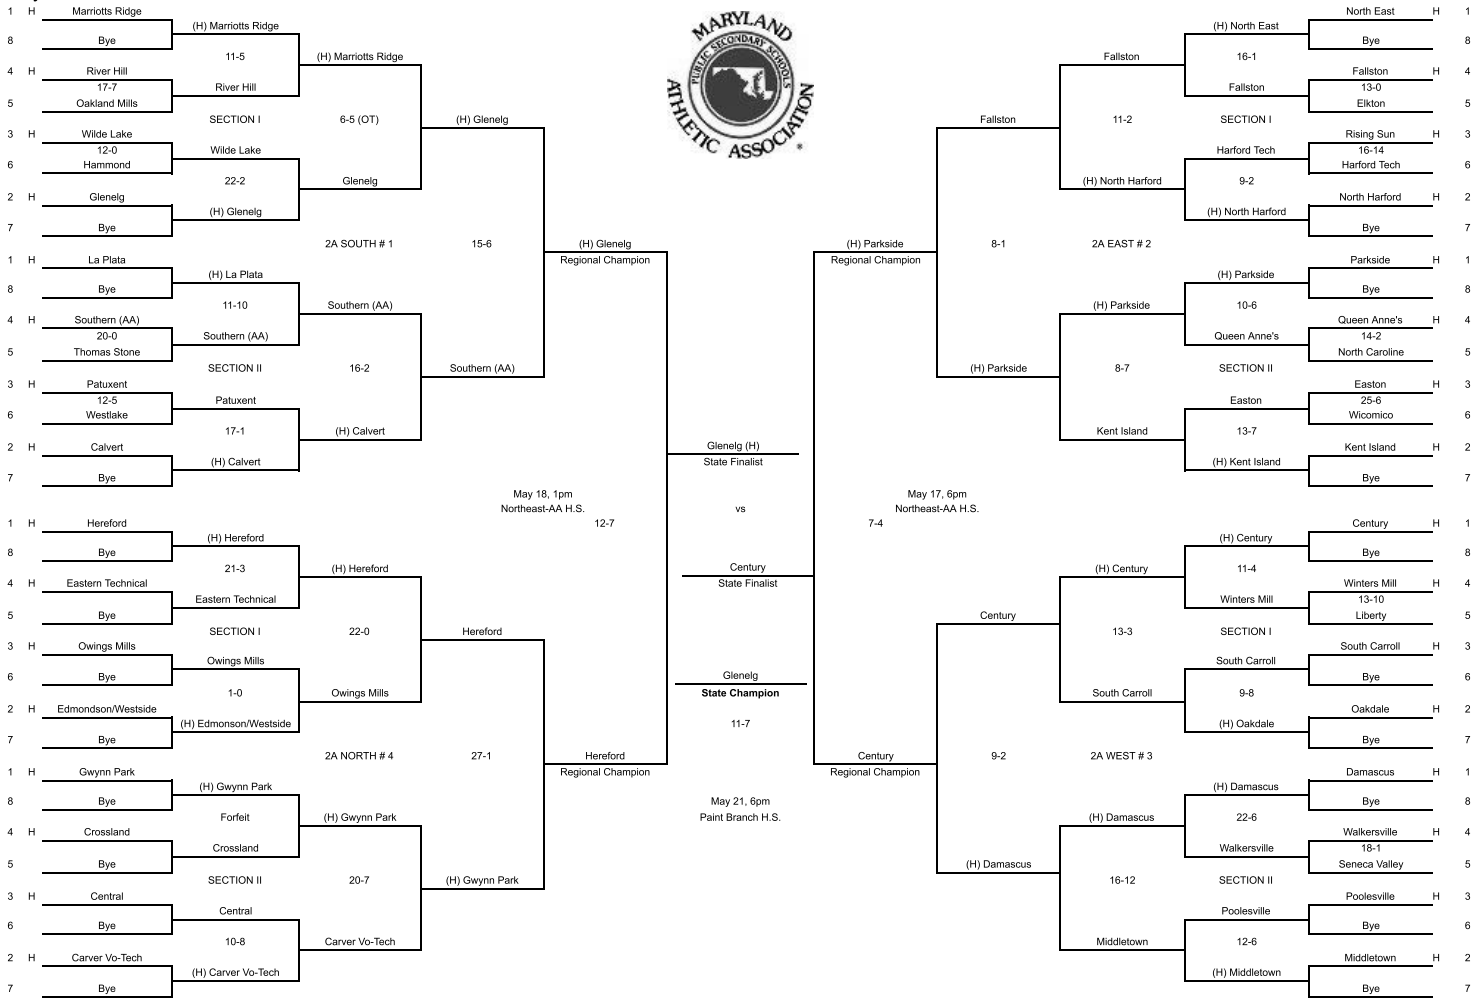 MARYLAND
PUBLIC SECONDARY SCHOOLS
ATHLETIC ASSOCIATION
®
1 H Marriotts Ridge
(H) Marriotts Ridge
8 Bye
11-5
(H) Marriotts Ridge
4 H River Hill
17-7
River Hill
5 Oakland Mills
SECTION I
6-5 (OT)
(H) Glenelg
3 H Wilde Lake
12-0
Wilde Lake
6 Hammond
22-2
Glenelg
2 H Glenelg
(H) Glenelg
7 Bye
2A SOUTH # 1
15-6
(H) Glenelg
Regional Champion
1 H La Plata
(H) La Plata
8 Bye
11-10
Southern (AA)
4 H Southern (AA)
20-0
Southern (AA)
5 Thomas Stone
SECTION II
16-2
Southern (AA)
3 H Patuxent
12-5
Patuxent
6 Westlake
17-1
(H) Calvert
2 H Calvert
(H) Calvert
7 Bye
May 18, 1pm
Northeast-AA H.S.
12-7
1 H Hereford
(H) Hereford
8 Bye
21-3
(H) Hereford
4 H Eastern Technical
Eastern Technical
5 Bye
SECTION I
22-0
Hereford
3 H Owings Mills
Owings Mills
6 Bye
1-0
Owings Mills
2 H Edmondson/Westside
(H) Edmonson/Westside
7 Bye
2A NORTH # 4
27-1
Hereford
Regional Champion
1 H Gwynn Park
(H) Gwynn Park
8 Bye
Forfeit
(H) Gwynn Park
4 H Crossland
Crossland
5 Bye
SECTION II
20-7
(H) Gwynn Park
3 H Central
Central
6 Bye
10-8
Carver Vo-Tech
2 H Carver Vo-Tech
(H) Carver Vo-Tech
7 Bye
Glenelg (H)
State Finalist
vs
Century
State Finalist
Glenelg
State Champion
11-7
May 21, 6pm
Paint Branch H.S.
North East H 1
(H) North East
Bye 8
16-1
Fallston
Fallston H 4
13-0
Fallston
Elkton 5
SECTION I
11-2
Fallston
Rising Sun H 3
16-14
Harford Tech
Harford Tech 6
9-2
(H) North Harford
North Harford H 2
(H) North Harford
Bye 7
2A EAST # 2
8-1
(H) Parkside
Regional Champion
Parkside H 1
(H) Parkside
Bye 8
10-6
(H) Parkside
Queen Anne's H 4
14-2
Queen Anne's
North Caroline 5
SECTION II
8-7
(H) Parkside
Easton H 3
25-6
Easton
Wicomico 6
13-7
Kent Island
Kent Island H 2
(H) Kent Island
Bye 7
May 17, 6pm
Northeast-AA H.S.
7-4
Century H 1
(H) Century
Bye 8
11-4
(H) Century
Winters Mill H 4
13-10
Winters Mill
Liberty 5
SECTION I
13-3
Century
South Carroll H 3
South Carroll
Bye 6
9-8
South Carroll
Oakdale H 2
(H) Oakdale
Bye 7
2A WEST # 3
9-2
Century
Regional Champion
Damascus H 1
(H) Damascus
Bye 8
22-6
(H) Damascus
Walkersville H 4
18-1
Walkersville
Seneca Valley 5
SECTION II
16-12
(H) Damascus
Poolesville H 3
Poolesville
Bye 6
12-6
Middletown
Middletown H 2
(H) Middletown
Bye 7